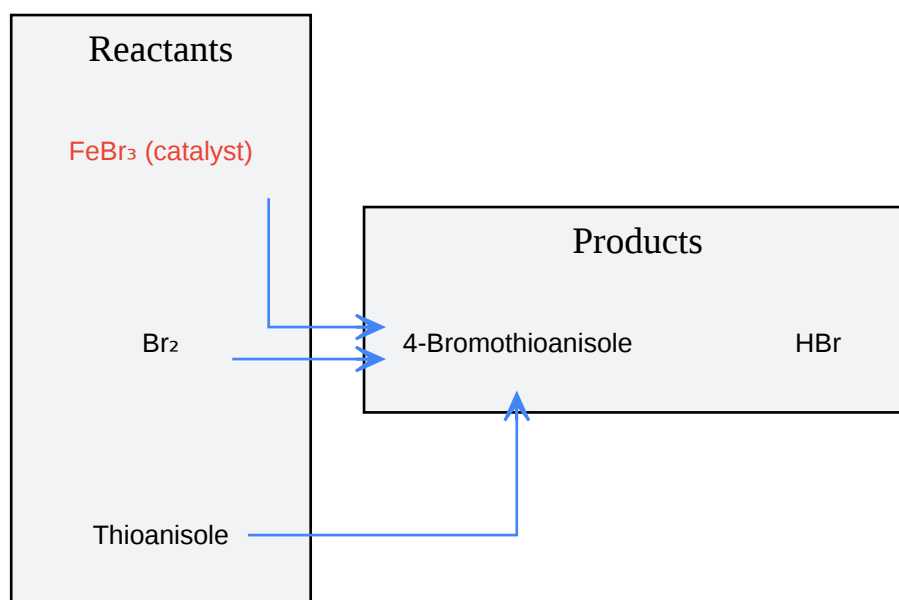 Reactants
FeBr₃ (catalyst)
Br₂
Thioanisole
Products
4-Bromothioanisole
HBr